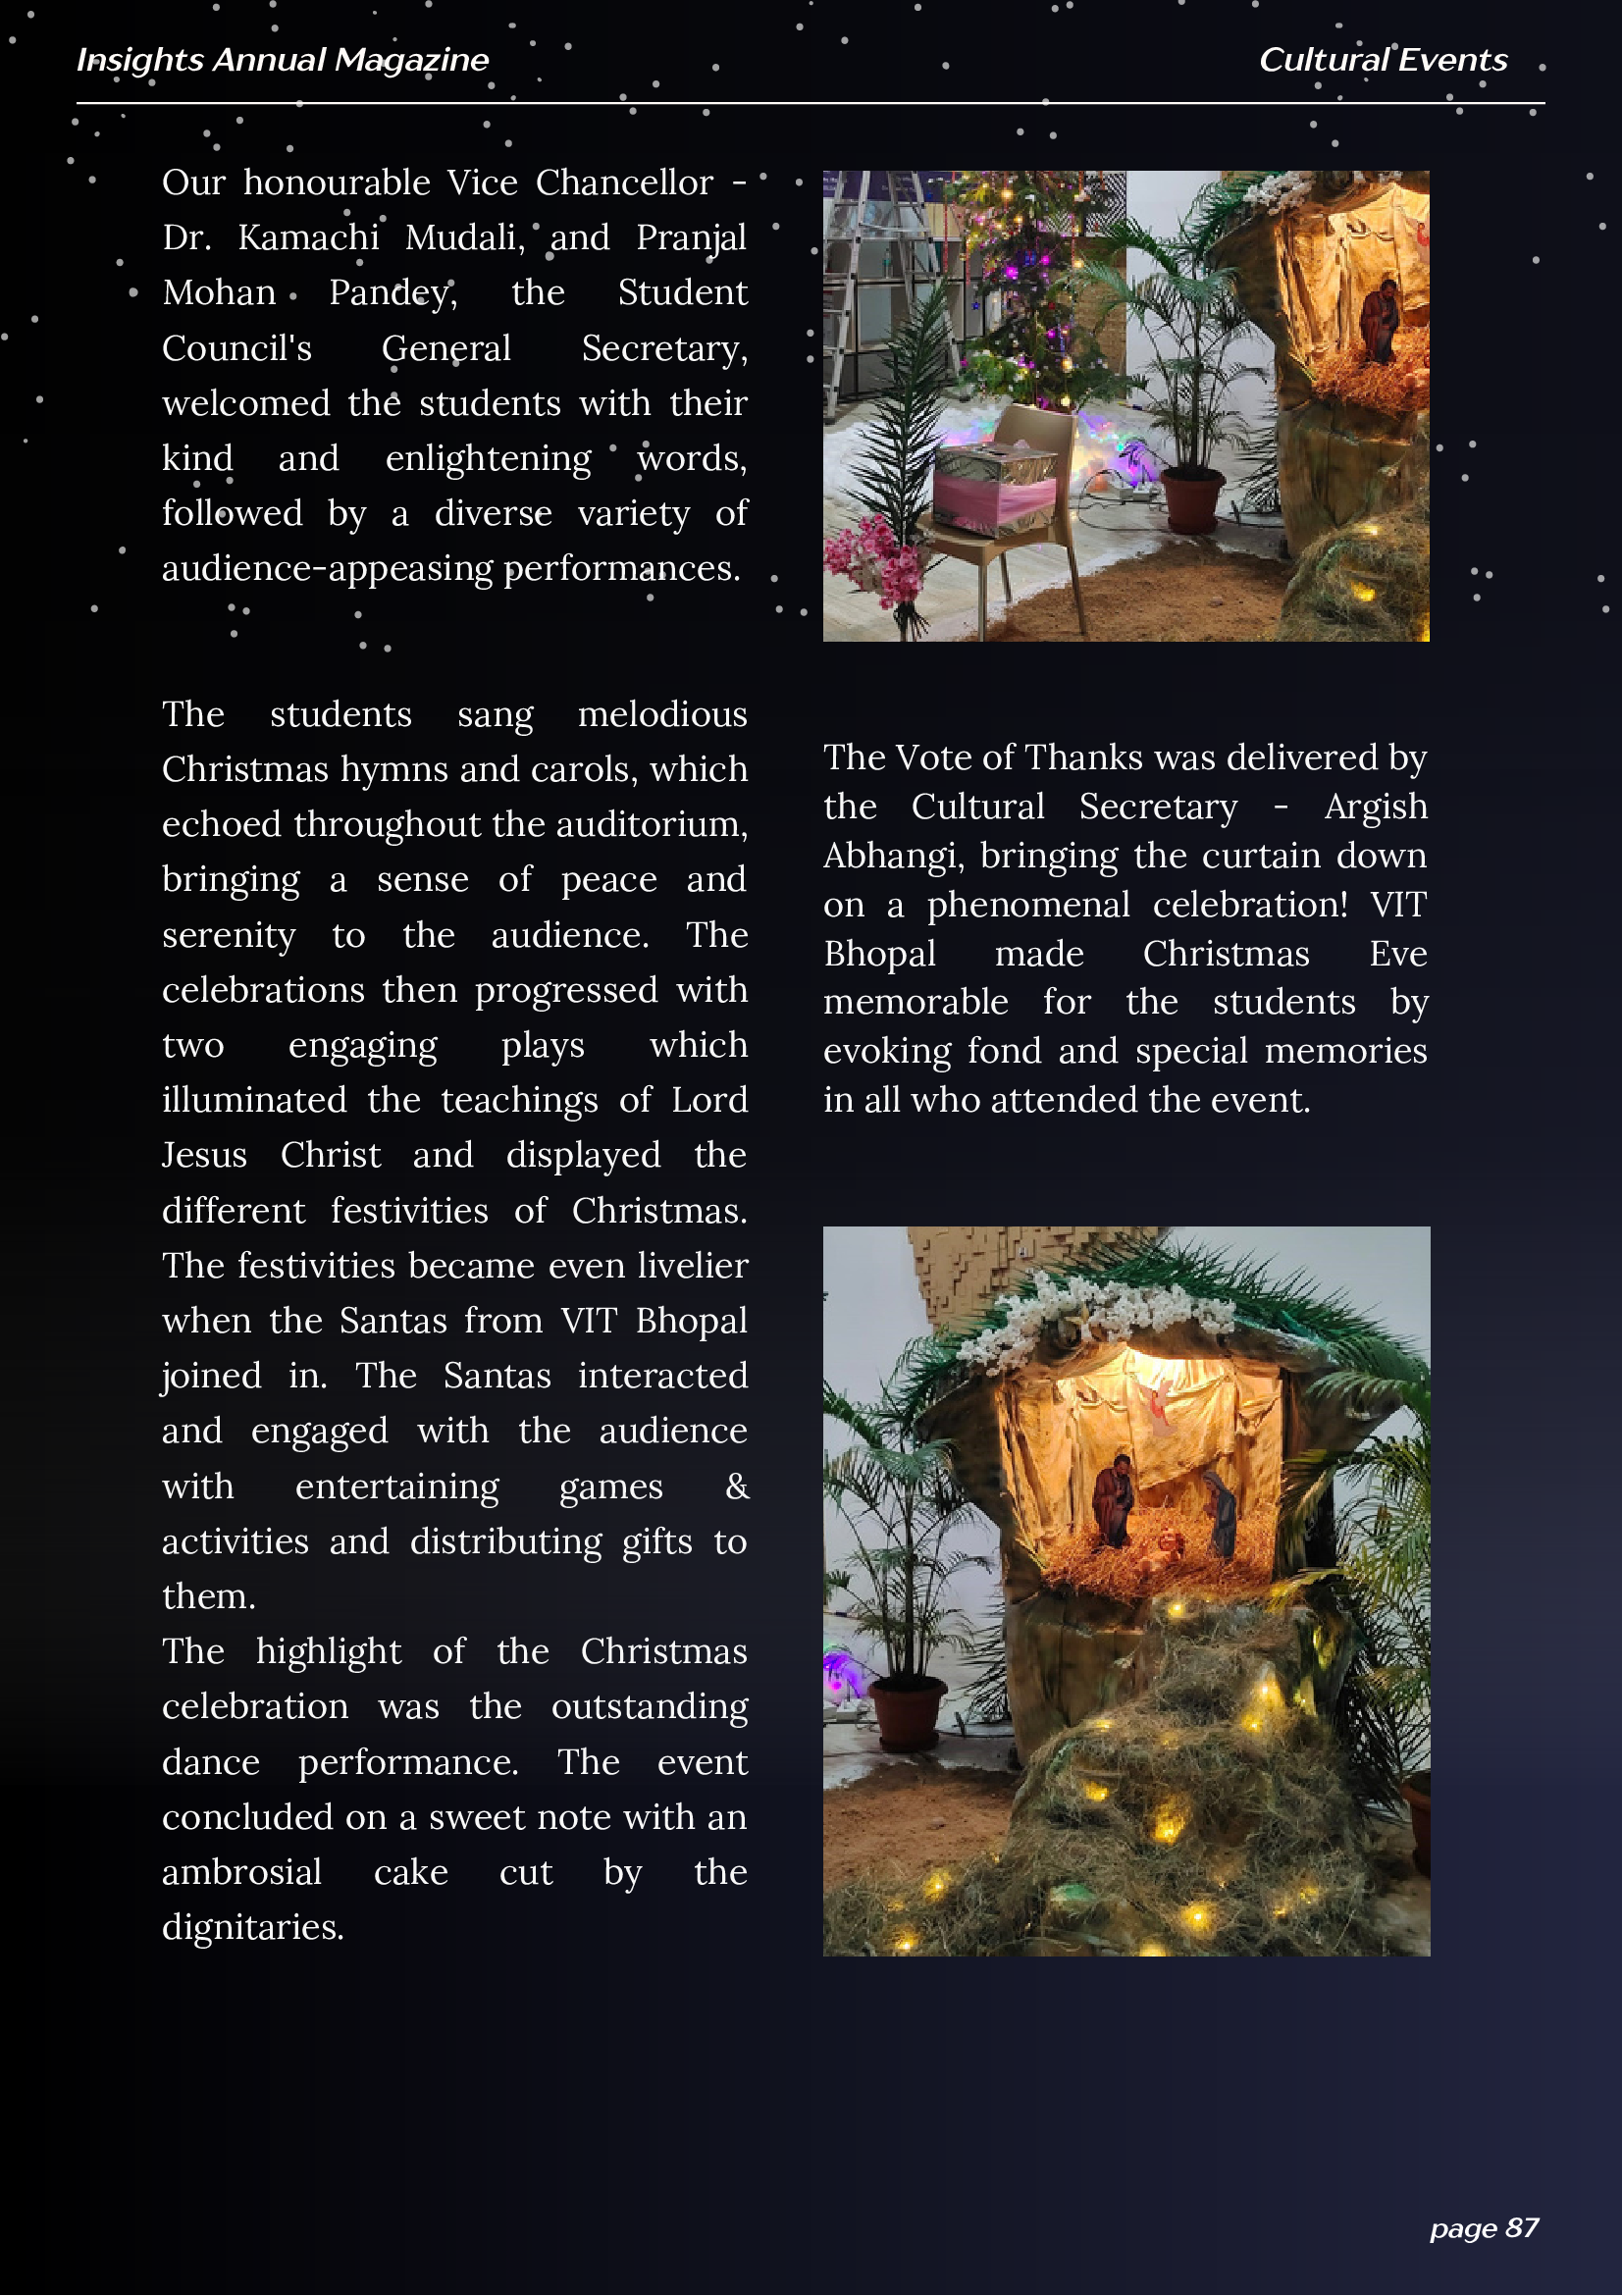 Insights Annual Magazine
Cultural Events
Our honourable Vice Chancellor -
Dr. Kamachi Mudali, and Pranjal
Mohan Pandey, the Student
Council's General Secretary,
welcomed the students with their
kind and enlightening words,
followed by a diverse variety of
audience-appeasing performances.
The students sang melodious
Christmas hymns and carols, which
echoed throughout the auditorium,
bringing a sense of peace and
serenity to the audience. The
celebrations then progressed with
two engaging plays which
illuminated the teachings of Lord
Jesus Christ and displayed the
different festivities of Christmas.
The festivities became even livelier
when the Santas from VIT Bhopal
joined in. The Santas interacted
and engaged with the audience
with entertaining games &
activities and distributing gifts to
them.
The highlight of the Christmas
celebration was the outstanding
dance performance. The event
concluded on a sweet note with an
ambrosial cake cut by the
dignitaries.
The Vote of Thanks was delivered by
the Cultural Secretary - Argish
Abhangi, bringing the curtain down
on a phenomenal celebration! VIT
Bhopal made Christmas Eve
memorable for the students by
evoking fond and special memories
in all who attended the event.
page 87